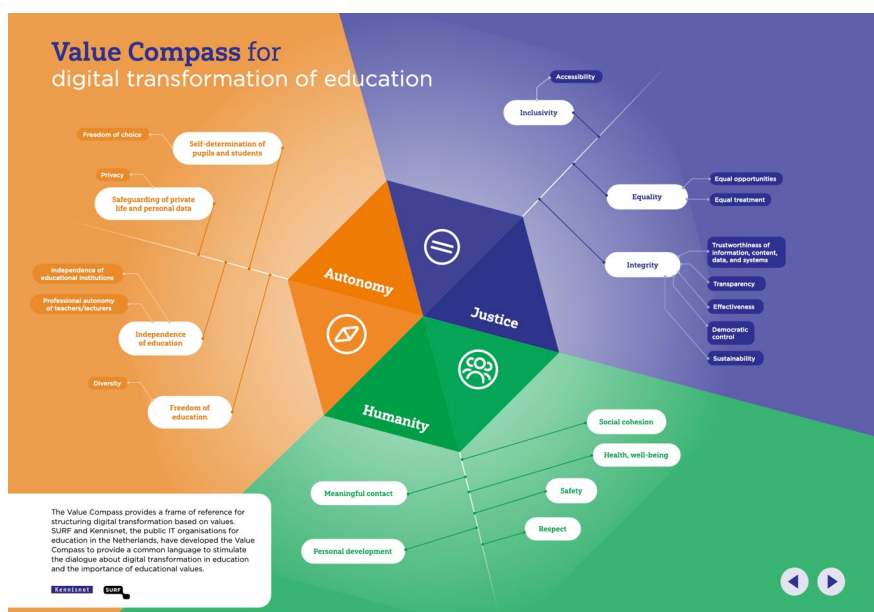 Value Compass for
digital transformation of education
Freedom of choice
Self-determination of
pupils and students
Privacy
Safeguarding of private
life and personal data
Independence of
educational institutions
Professional autonomy
of teachers/lecturers
Independence
of education
Diversity
Freedom of
education
Autonomy
Justice
Humanity
Accessibility
Inclusivity
Equality
Equal opportunities
Equal treatment
Integrity
Trustworthiness of
information, content,
data, and systems
Transparency
Effectiveness
Democratic
control
Sustainability
Social cohesion
Health, well-being
Meaningful contact
Safety
Respect
Personal development
The Value Compass provides a frame of reference for
structuring digital transformation based on values.
SURF and Kennisnet, the public IT organisations for
education in the Netherlands, have developed the Value
Compass to provide a common language to stimulate
the dialogue about digital transformation in education
and the importance of educational values.
Kennisnet
SURF